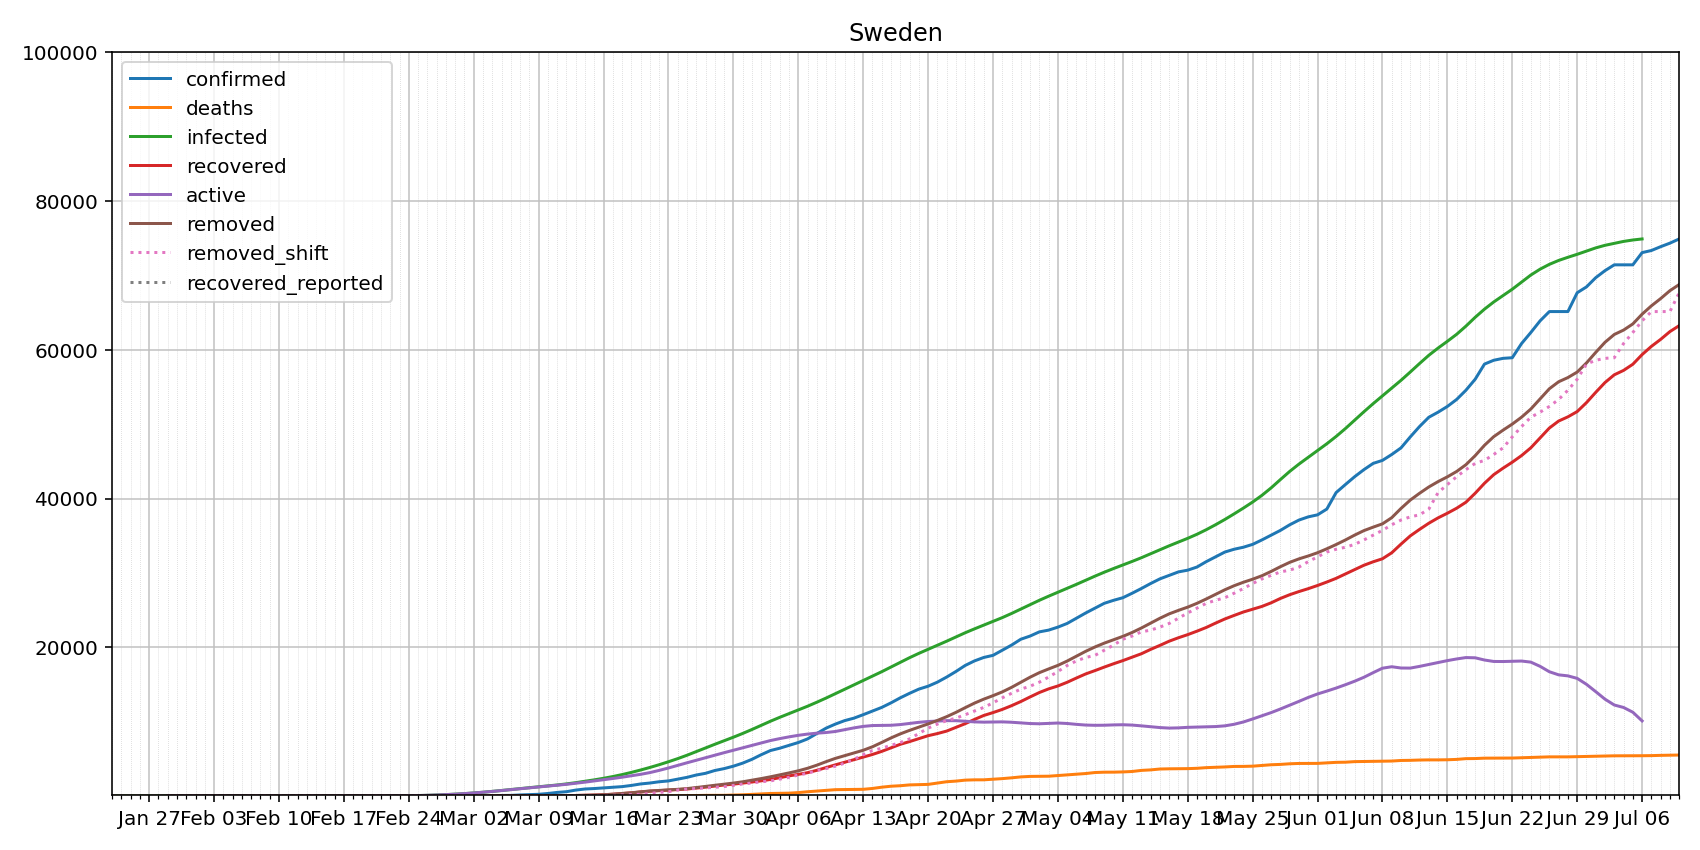 Sweden
100000
80000
60000
40000
20000
confirmed
deaths
infected
recovered
active
removed
removed_shift
recovered_reported
Jan 27 Feb 03 Feb 10 Feb 17 Feb 24 Mar 02 Mar 09 Mar 16 Mar 23 Mar 30 Apr 06 Apr 13 Apr 20 Apr 27 May 04 May 11 May 18 May 25 Jun 01 Jun 08 Jun 15 Jun 22 Jun 29 Jul 06